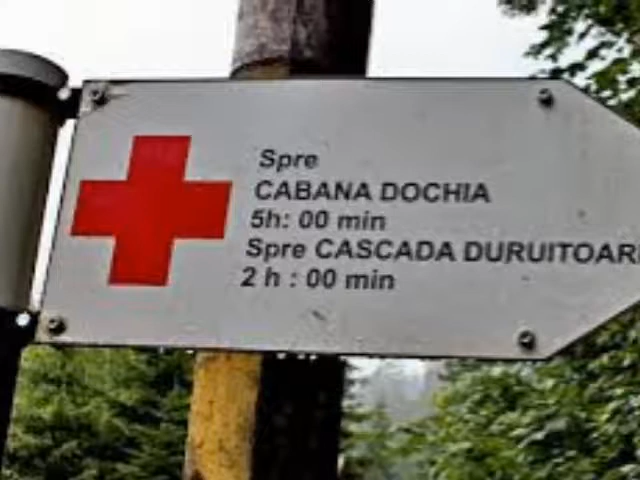 Spre
CABANA DOCHIA
5h: 00 min
Spre CASCADA DURUITOAR
2 h : 00 min